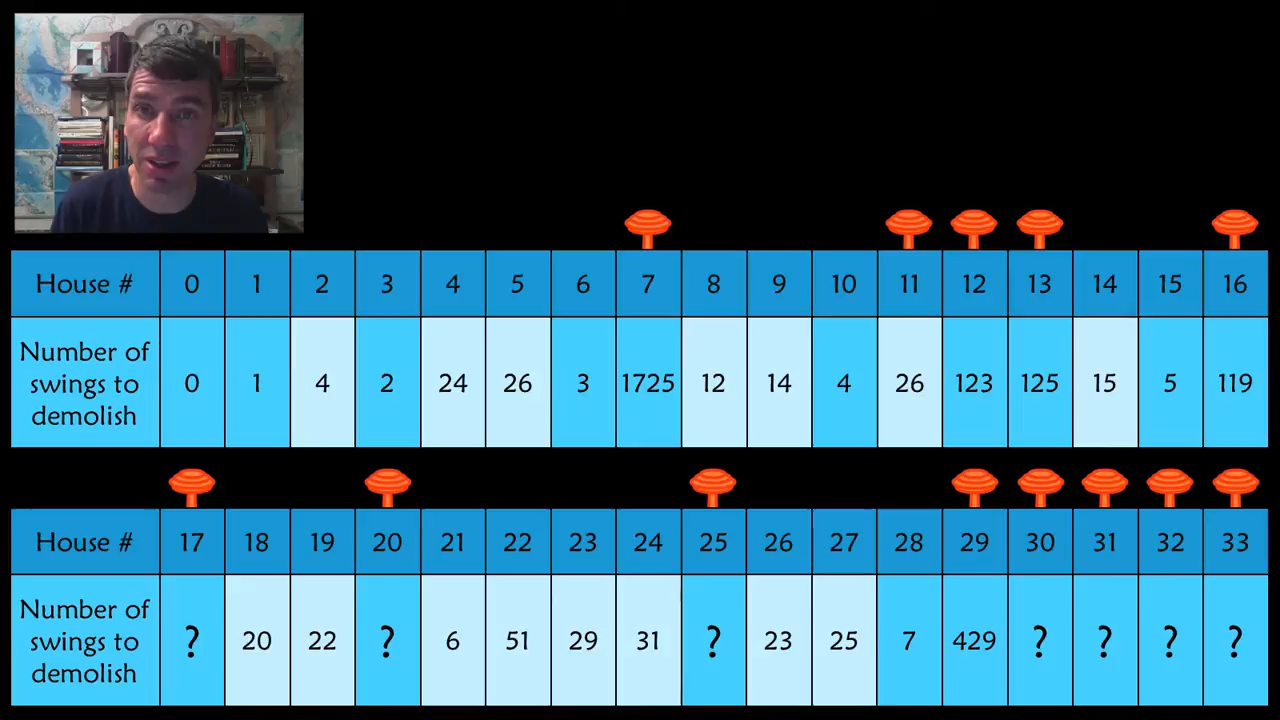 House # 0 1 2 3 4 5 6 7 8 9 10 11 12 13 14 15 16
Number of
swings to
demolish
0 1 4 2 24 26 3 1725 12 14 4 26 123 125 15 5 119
House # 17 18 19 20 21 22 23 24 25 26 27 28 29 30 31 32 33
Number of
swings to
demolish
? 20 22 ? 6 51 29 31 ? 23 25 7 429 ? ? ? ?